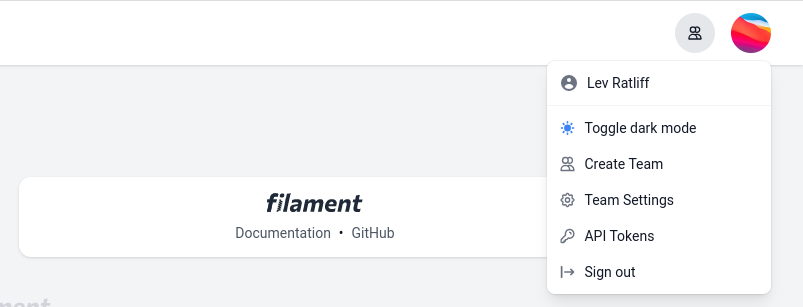 Lev Ratliff
Toggle dark mode
Create Team
Team Settings
API Tokens
Sign out
filament
Documentation • GitHub